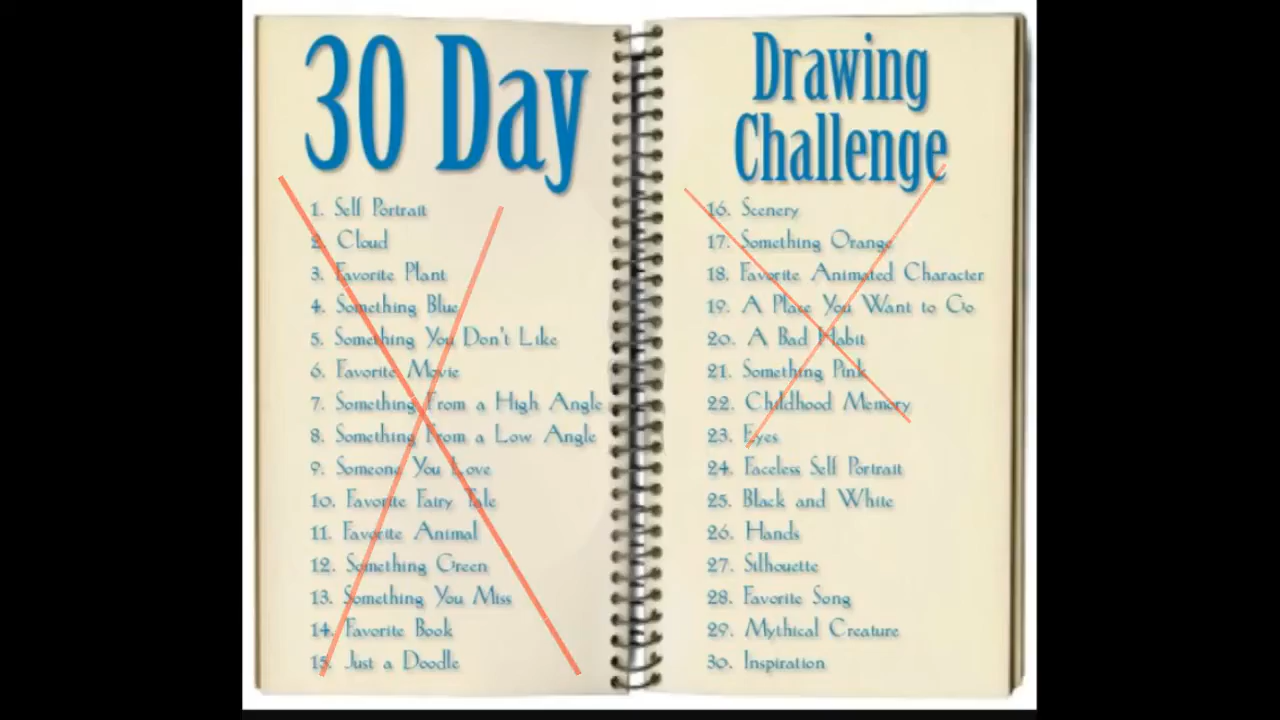 30 Day
1. Self Portrait
2. Cloud
3. Favorite Plant
4. Something Blue
5. Something You Don't Like
6. Favorite Movie
7. Something From a High Angle
8. Something From a Low Angle
9. Someone You Love
10. Favorite Fairy Tale
11. Favorite Animal
12. Something Green
13. Something You Miss
14. Favorite Book
15. Just a Doodle
Drawing
Challenge
16. Scenery
17. Something Orange
18. Favorite Animated Character
19. A Place You Want to Go
20. A Bad Habit
21. Something Pink
22. Childhood Memory
23. Eyes
24. Faceless Self Portrait
25. Black and White
26. Hands
27. Silhouette
28. Favorite Song
29. Mythical Creature
30. Inspiration